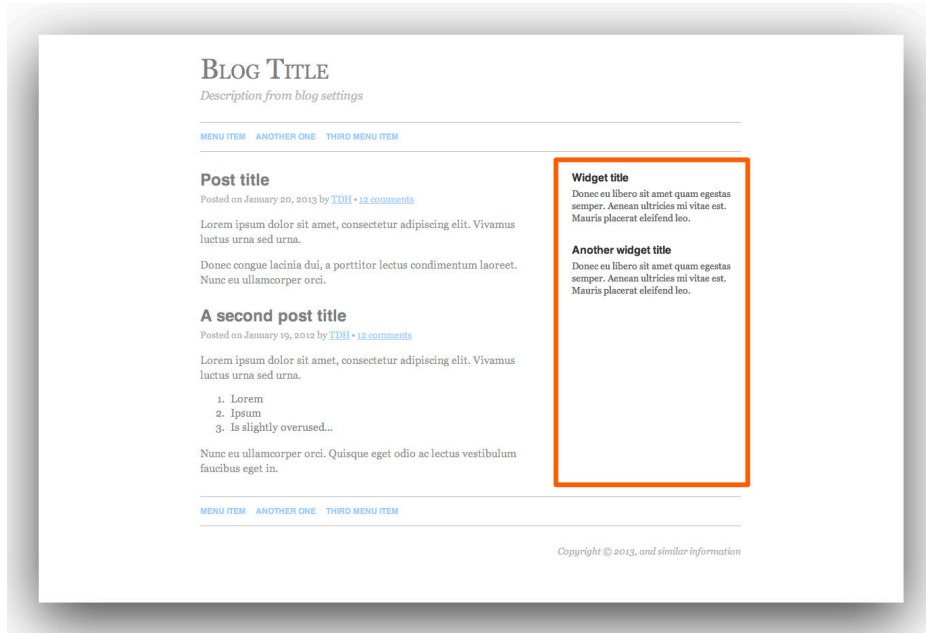 Blog Title
Description from blog settings
MENU ITEM ANOTHER ONE THIRD MENU ITEM
Post title
Posted on January 20, 2013 by TDH • 12 comments
Lorem ipsum dolor sit amet, consectetur adipiscing elit. Vivamus
luctus urna sed urna.
Donec congue lacinia dui, a porttitor lectus condimentum laoreet.
Nunc eu ullamcorper orci.
A second post title
Posted on January 19, 2012 by TDH • 12 comments
Lorem ipsum dolor sit amet, consectetur adipiscing elit. Vivamus
luctus urna sed urna.
1. Lorem
2. Ipsum
3. Is slightly overused...
Nunc eu ullamcorper orci. Quisque eget odio ac lectus vestibulum
faucibus eget in.
Widget title
Donec eu libero sit amet quam egestas
semper. Aenean ultricies mi vitae est.
Mauris placerat eleifend leo.
Another widget title
Donec eu libero sit amet quam egestas
semper. Aenean ultricies mi vitae est.
Mauris placerat eleifend leo.
MENU ITEM ANOTHER ONE THIRD MENU ITEM
Copyright © 2013, and similar information